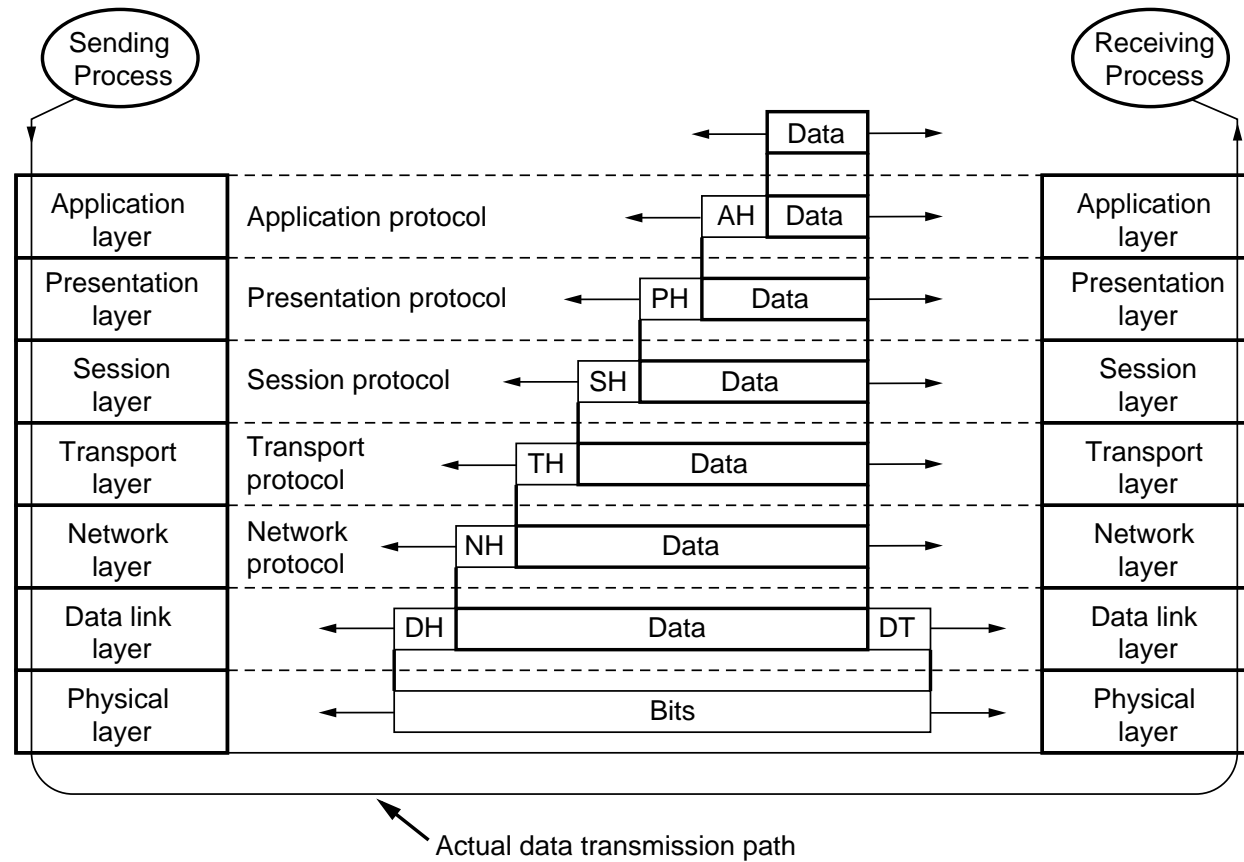 Sending
Process
Receiving
Process
Data
Application
layer
Application protocol
AH
Data
Application
layer
Presentation
layer
Presentation protocol
PH
Data
Presentation
layer
Session
layer
Session protocol
SH
Data
Session
layer
Transport
layer
Transport
protocol
TH
Data
Transport
layer
Network
layer
Network
protocol
NH
Data
Network
layer
Data link
layer
DH
Data
DT
Data link
layer
Physical
layer
Bits
Physical
layer
Actual data transmission path